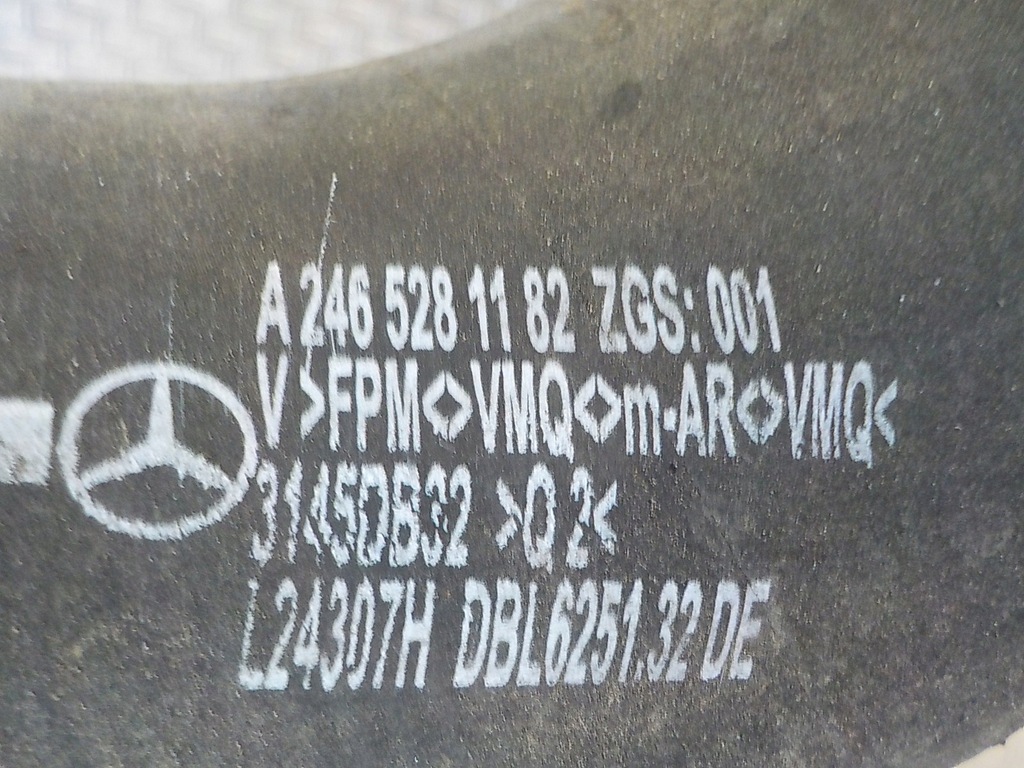 A 246 528 11 82 ZGS: 001
V >FPM<>VMQ<>m-AR<>VMQ<
3145DB32 >Q 2<
L24307H DBL6251.32 DE